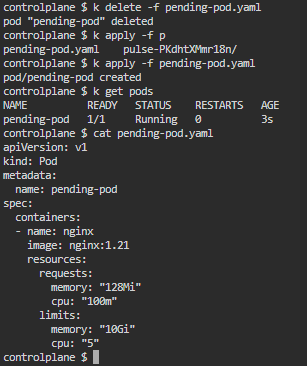 controlplane $ k delete -f pending-pod.yaml
pod "pending-pod" deleted
controlplane $ k apply -f p
pending-pod.yaml    pulse-PKdhtXMmr18n/
controlplane $ k apply -f pending-pod.yaml
pod/pending-pod created
controlplane $ k get pods
NAME          READY   STATUS    RESTARTS   AGE
pending-pod   1/1     Running   0          3s
controlplane $ cat pending-pod.yaml
apiVersion: v1
kind: Pod
metadata:
  name: pending-pod
spec:
  containers:
  - name: nginx
    image: nginx:1.21
    resources:
      requests:
        memory: "128Mi"
        cpu: "100m"
      limits:
        memory: "10Gi"
        cpu: "5"
controlplane $